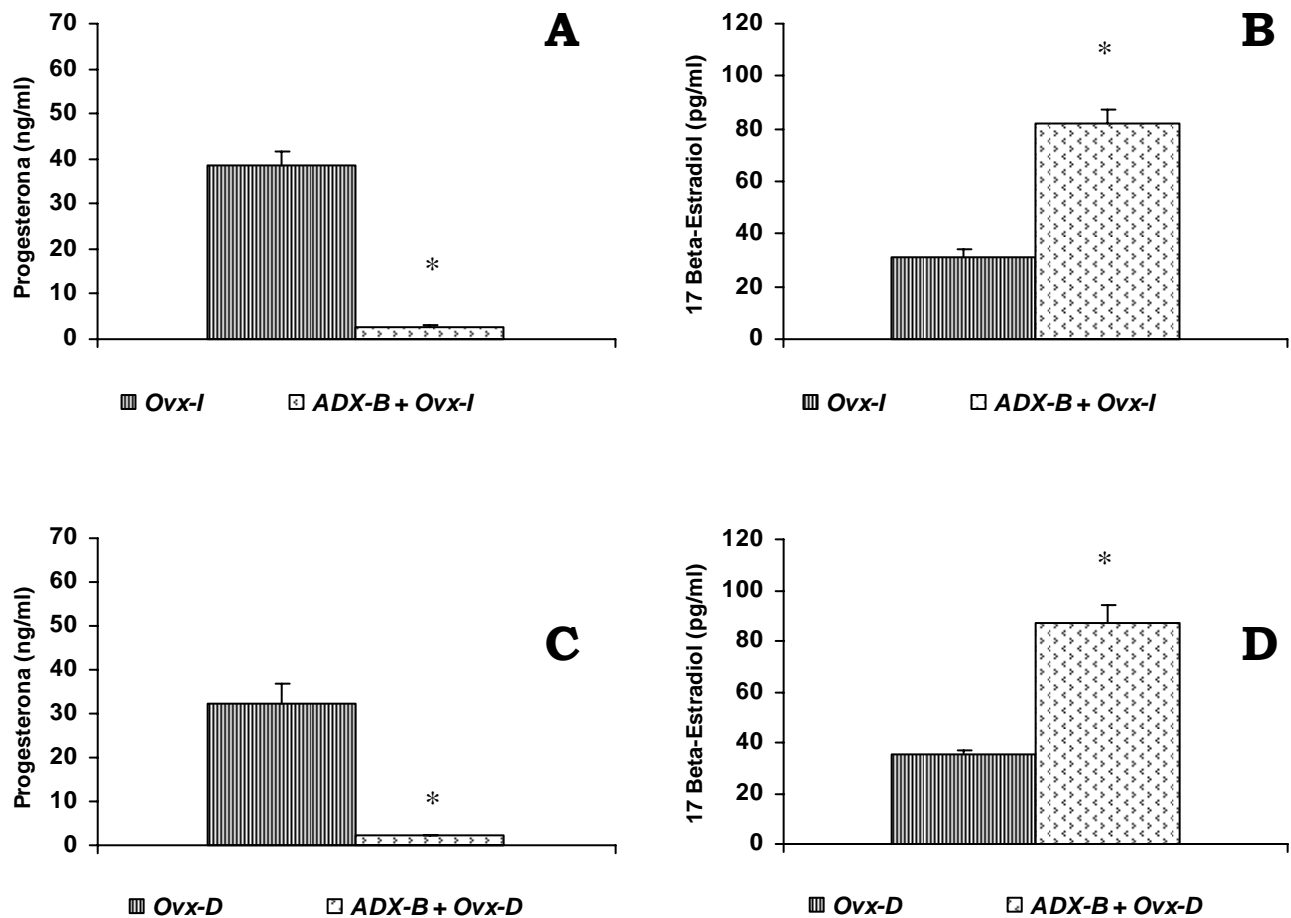 A
Progesterona (ng/ml)
70
60
50
40
30
20
10
0
*
Ovx-I ADX-B + Ovx-I
B
17 Beta-Estradiol (pg/ml)
120
100
80
60
40
20
0
*
Ovx-I ADX-B + Ovx-I
C
Progesterona (ng/ml)
70
60
50
40
30
20
10
0
*
Ovx-D ADX-B + Ovx-D
D
17 Beta-Estradiol (pg/ml)
120
100
80
60
40
20
0
*
Ovx-D ADX-B + Ovx-D